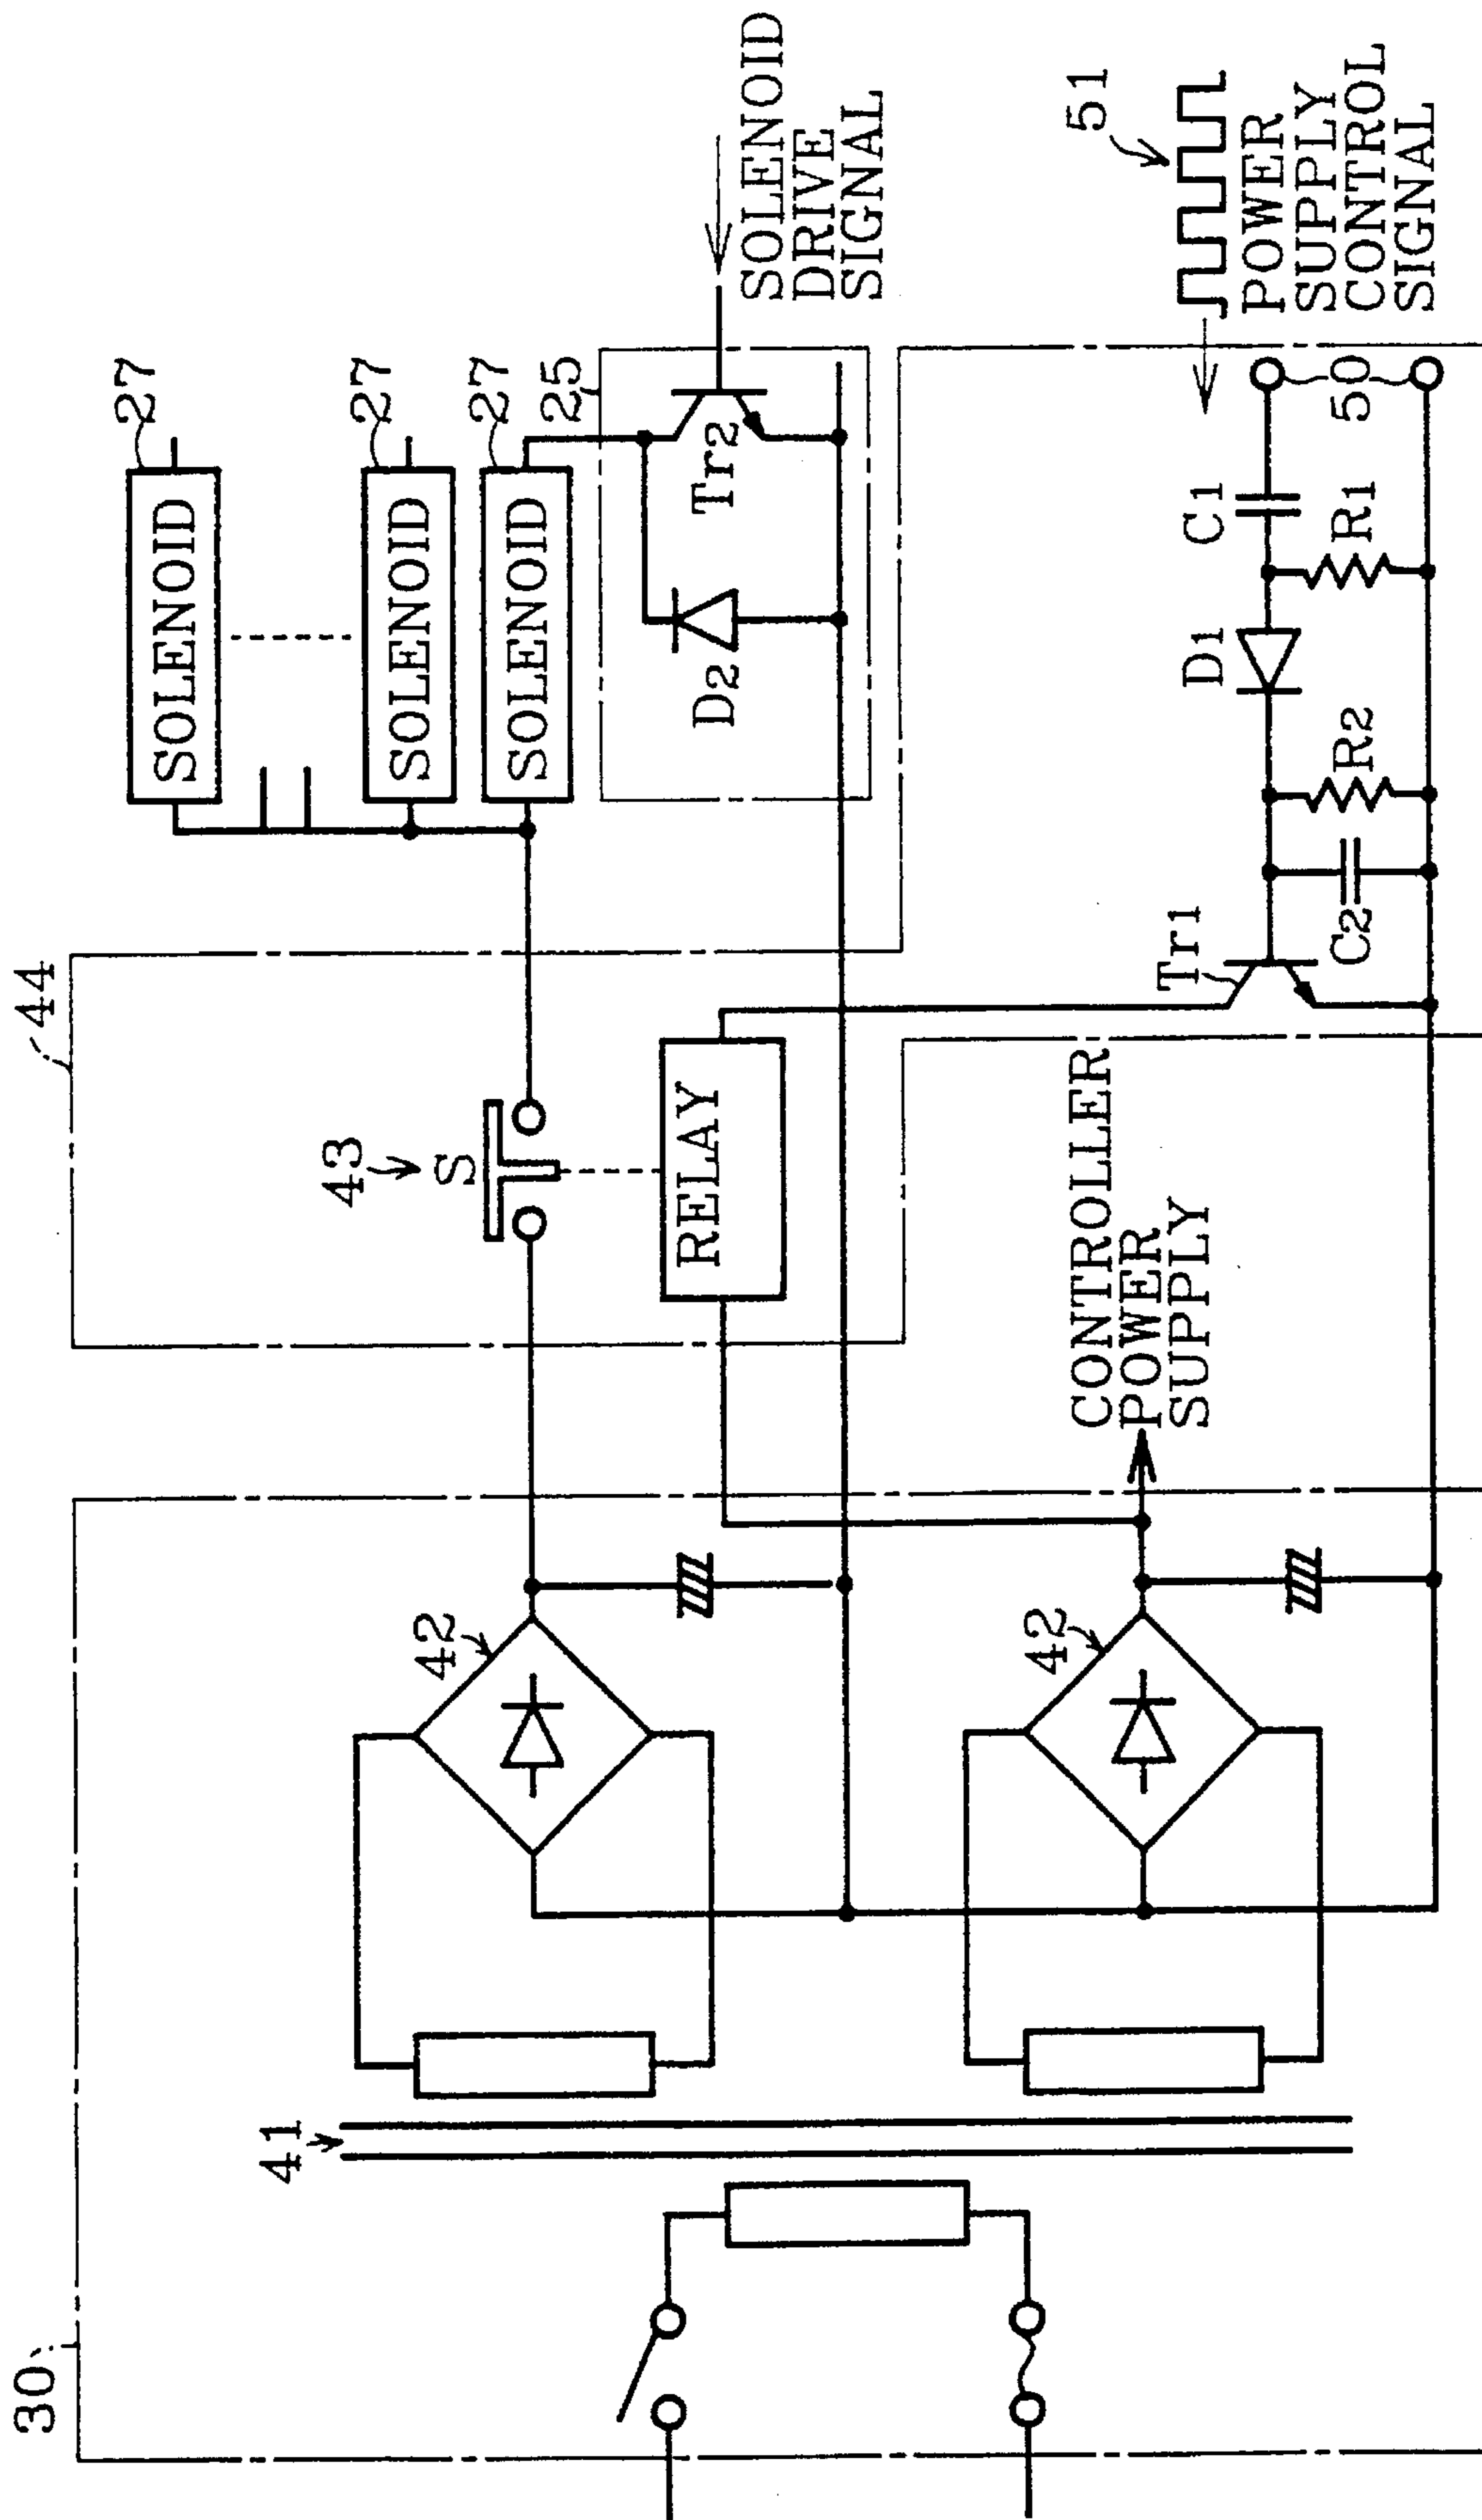 30
41
42
42
44
43
S
RELAY
CONTROLLER
POWER
SUPPLY
SOLENOID
27
SOLENOID
27
SOLENOID
27
25
D2
Tr2
SOLENOID
DRIVE
SIGNAL
Tr1
C2
R2
D1
R1
C1
50
51
POWER
SUPPLY
CONTROL
SIGNAL